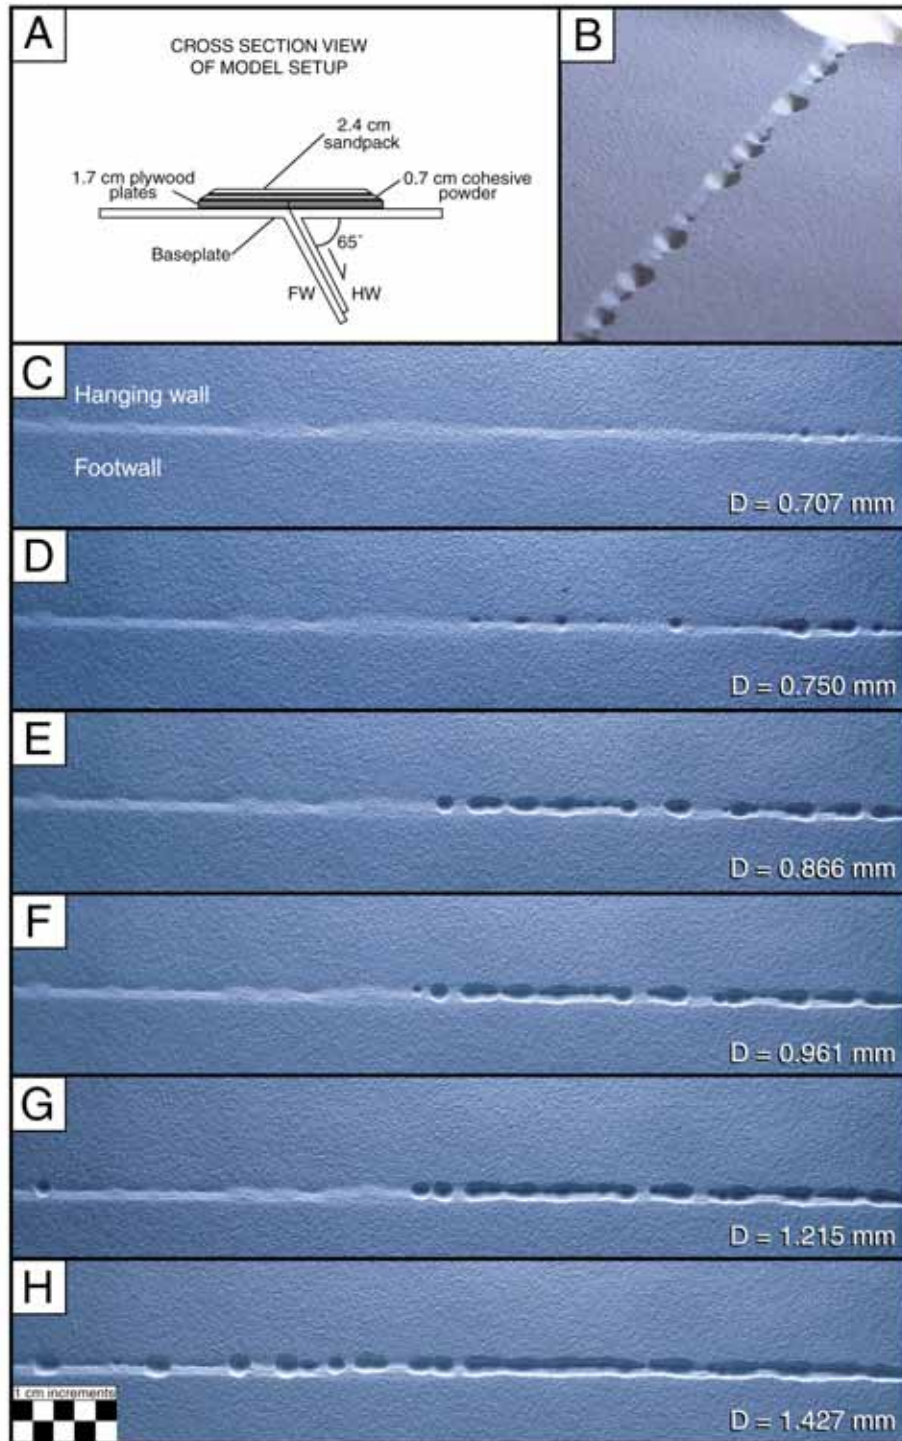 A
CROSS SECTION VIEW
OF MODEL SETUP
2.4 cm
sandpack
1.7 cm plywood
plates
0.7 cm cohesive
powder
Baseplate
65°
FW
HW
B
C
Hanging wall
Footwall
D = 0.707 mm
D
D = 0.750 mm
E
D = 0.866 mm
F
D = 0.961 mm
G
D = 1.215 mm
H
1 cm increments
D = 1.427 mm